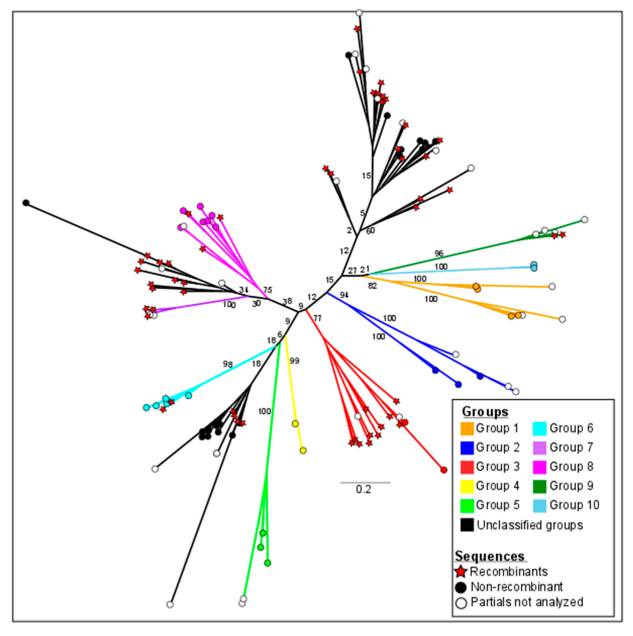 15
5
2
60
12
96
100
27 21
82
100
100
15
94
12
100
100
9
77
38
75
34
30
100
9
6
18
99
98
18
100
0.2
Groups
Group 1
Group 6
Group 2
Group 7
Group 3
Group 8
Group 4
Group 9
Group 5
Group 10
Unclassified groups
Sequences
Recombinants
Non-recombinant
Partials not analyzed